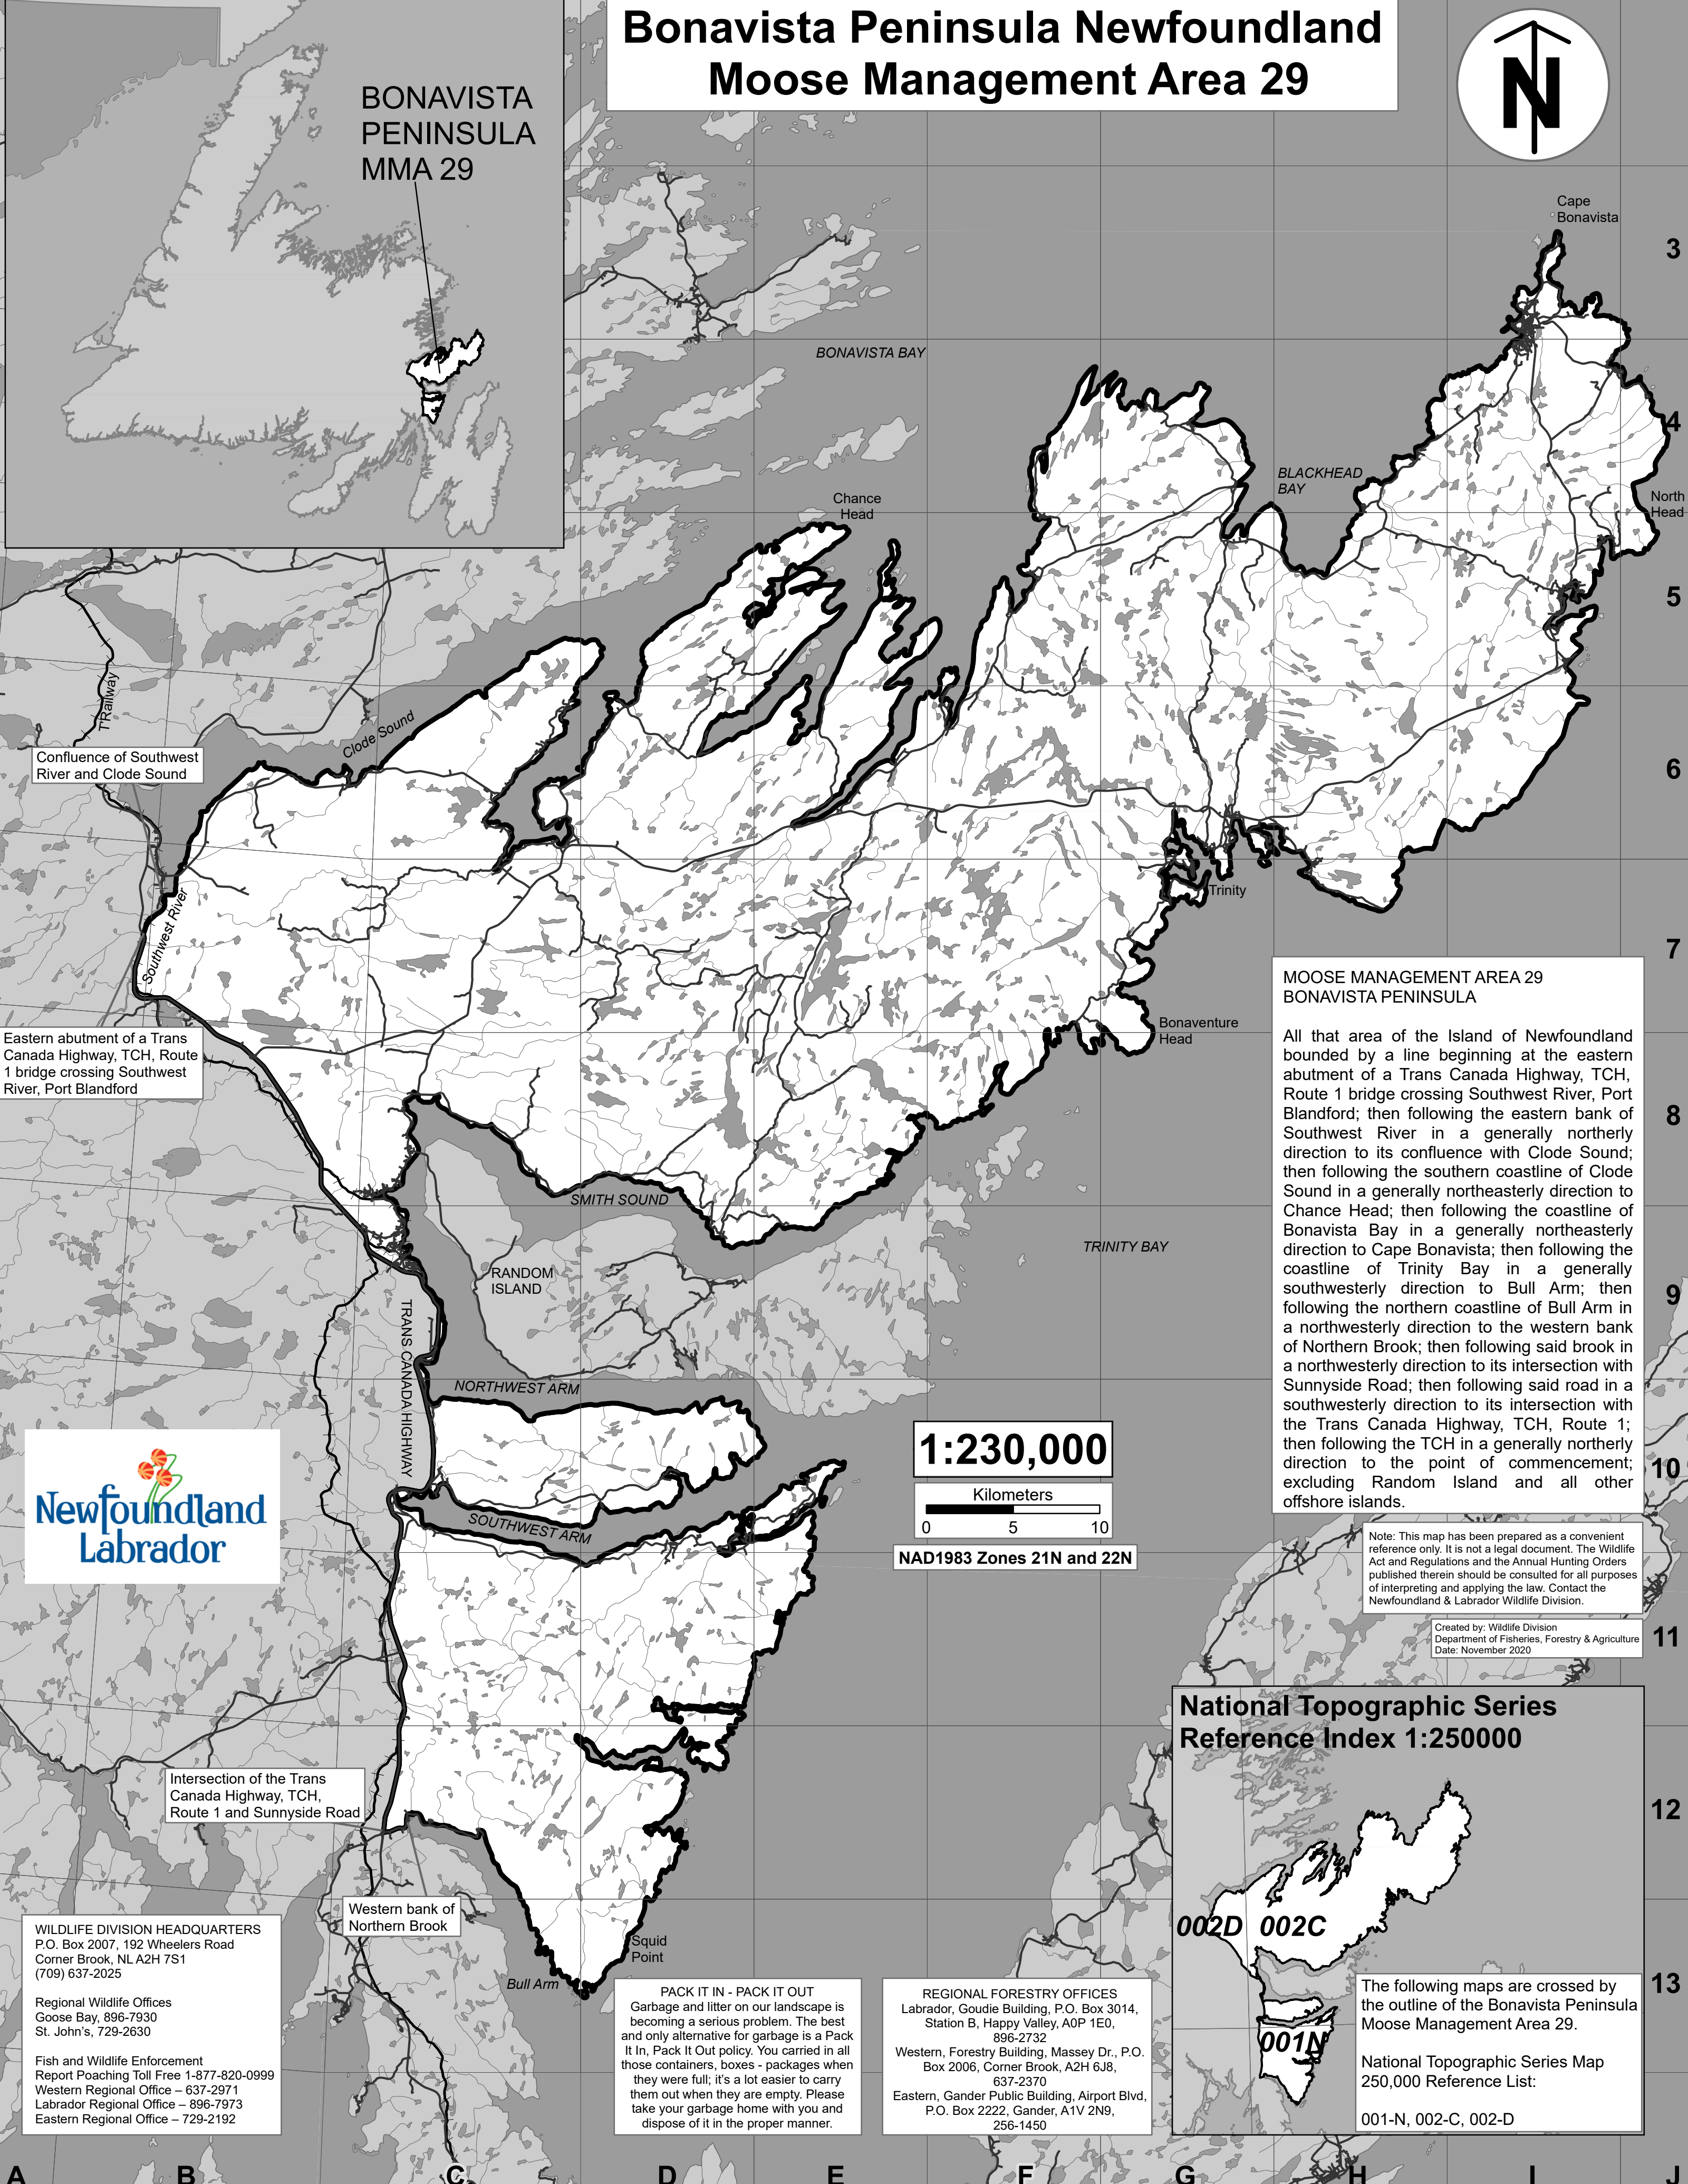 Bonavista Peninsula Newfoundland
Moose Management Area 29
N
BONAVISTA
PENINSULA
MMA 29
Cape
Bonavista
3
BONAVISTA BAY
4
BLACKHEAD
BAY
North
Head
Chance
Head
5
T'Railway
Clode Sound
Confluence of Southwest
River and Clode Sound
6
Southwest River
Trinity
7
MOOSE MANAGEMENT AREA 29
BONAVISTA PENINSULA
All that area of the Island of Newfoundland
bounded by a line beginning at the eastern
abutment of a Trans Canada Highway, TCH,
Route 1 bridge crossing Southwest River, Port
Blandford; then following the eastern bank of
Southwest River in a generally northerly
direction to its confluence with Clode Sound;
then following the southern coastline of Clode
Sound in a generally northeasterly direction to
Chance Head; then following the coastline of
Bonavista Bay in a generally northeasterly
direction to Cape Bonavista; then following the
coastline of Trinity Bay in a generally
southwesterly direction to Bull Arm; then
following the northern coastline of Bull Arm in
a northwesterly direction to the western bank
of Northern Brook; then following said brook in
a northwesterly direction to its intersection with
Sunnyside Road; then following said road in a
southwesterly direction to its intersection with
the Trans Canada Highway, TCH, Route 1;
then following the TCH in a generally northerly
direction to the point of commencement;
excluding Random Island and all other
offshore islands.
Bonaventure
Head
Eastern abutment of a Trans
Canada Highway, TCH, Route
1 bridge crossing Southwest
River, Port Blandford
8
SMITH SOUND
TRINITY BAY
RANDOM
ISLAND
9
TRANS CANADA HIGHWAY
NORTHWEST ARM
1:230,000
Kilometers
0 5 10
NAD1983 Zones 21N and 22N
10
Newfoundland
Labrador
SOUTHWEST ARM
Note: This map has been prepared as a convenient
reference only. It is not a legal document. The Wildlife
Act and Regulations and the Annual Hunting Orders
published therein should be consulted for all purposes
of interpreting and applying the law. Contact the
Newfoundland & Labrador Wildlife Division.
Created by: Wildlife Division
Department of Fisheries, Forestry & Agriculture
Date: November 2020
11
National Topographic Series
Reference Index 1:250000
Intersection of the Trans
Canada Highway, TCH,
Route 1 and Sunnyside Road
12
Western bank of
Northern Brook
002D 002C
001N
Squid
Point
Bull Arm
13
WILDLIFE DIVISION HEADQUARTERS
P.O. Box 2007, 192 Wheelers Road
Corner Brook, NL A2H 7S1
(709) 637-2025
Regional Wildlife Offices
Goose Bay, 896-7930
St. John's, 729-2630
Fish and Wildlife Enforcement
Report Poaching Toll Free 1-877-820-0999
Western Regional Office – 637-2971
Labrador Regional Office – 896-7973
Eastern Regional Office – 729-2192
PACK IT IN - PACK IT OUT
Garbage and litter on our landscape is
becoming a serious problem. The best
and only alternative for garbage is a Pack
It In, Pack It Out policy. You carried in all
those containers, boxes - packages when
they were full; it's a lot easier to carry
them out when they are empty. Please
take your garbage home with you and
dispose of it in the proper manner.
REGIONAL FORESTRY OFFICES
Labrador, Goudie Building, P.O. Box 3014,
Station B, Happy Valley, A0P 1E0,
896-2732
Western, Forestry Building, Massey Dr., P.O.
Box 2006, Corner Brook, A2H 6J8,
637-2370
Eastern, Gander Public Building, Airport Blvd,
P.O. Box 2222, Gander, A1V 2N9,
256-1450
The following maps are crossed by
the outline of the Bonavista Peninsula
Moose Management Area 29.
National Topographic Series Map
250,000 Reference List:
001-N, 002-C, 002-D
A B C D E F G H I J